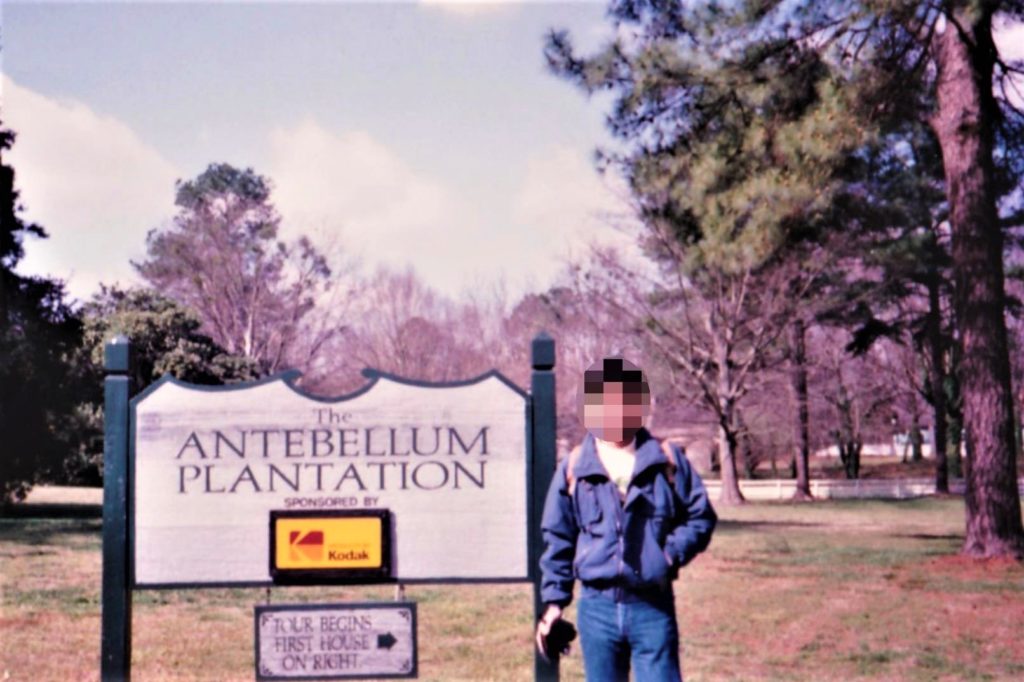 The
ANTEBELLUM
PLANTATION
SPONSORED BY
Kodak
TOUR BEGINS
FIRST HOUSE
ON RIGHT